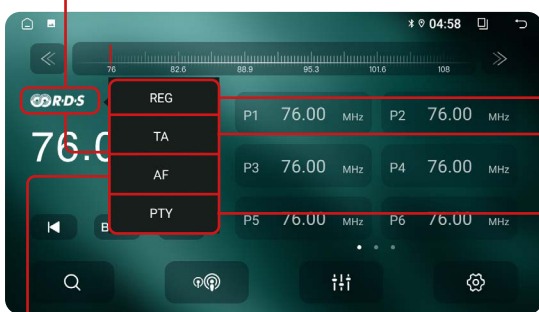 04:58
76 82.6 88.9 95.3 101.6 108
R·D·S
REG
TA
AF
PTY
76.0
P1 76.00 MHz P2 76.00 MHz
P3 76.00 MHz P4 76.00 MHz
B P5 76.00 MHz P6 76.00 MHz